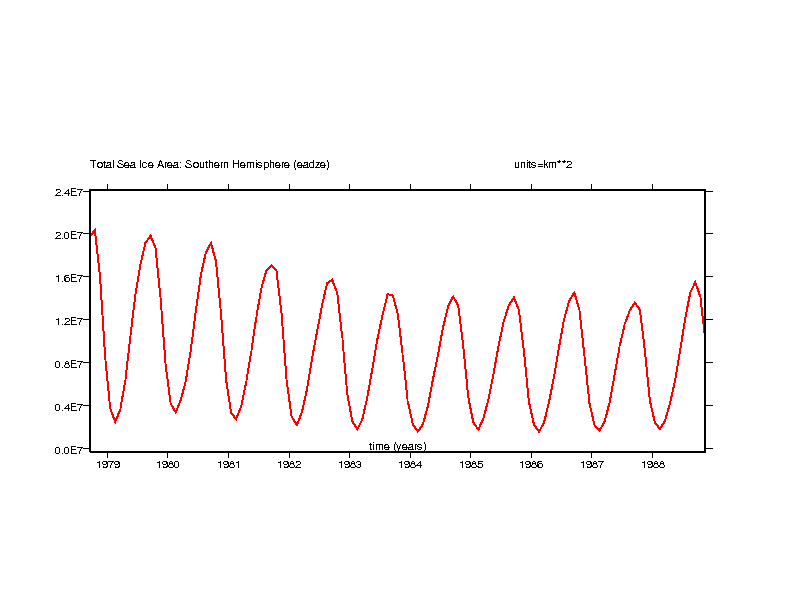 Total Sea Ice Area: Southern Hemisphere (eadze) units=km**2
2.4E7
2.0E7
1.6E7
1.2E7
0.8E7
0.4E7
0.0E7
time (years)
1979 1980 1981 1982 1983 1984 1985 1986 1987 1988